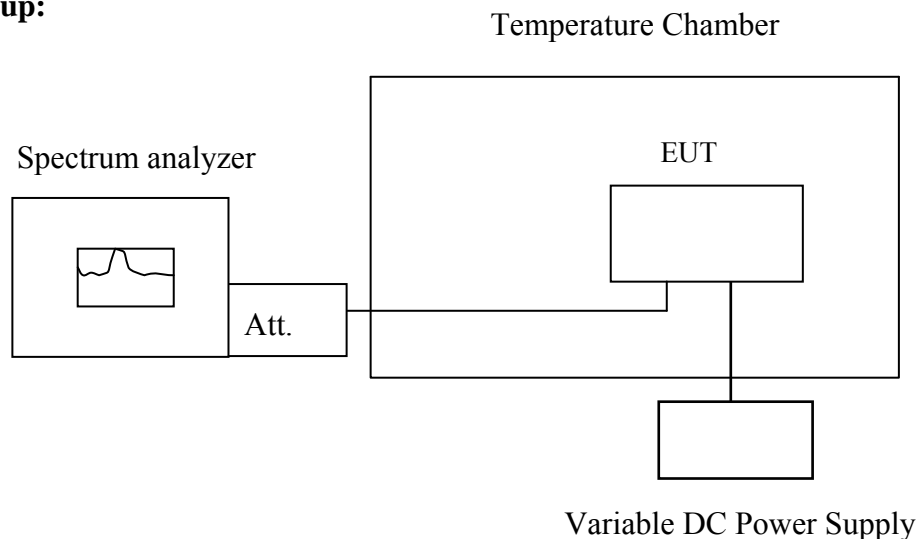 up:
Temperature Chamber
Spectrum analyzer
EUT
Att.
Variable DC Power Supply